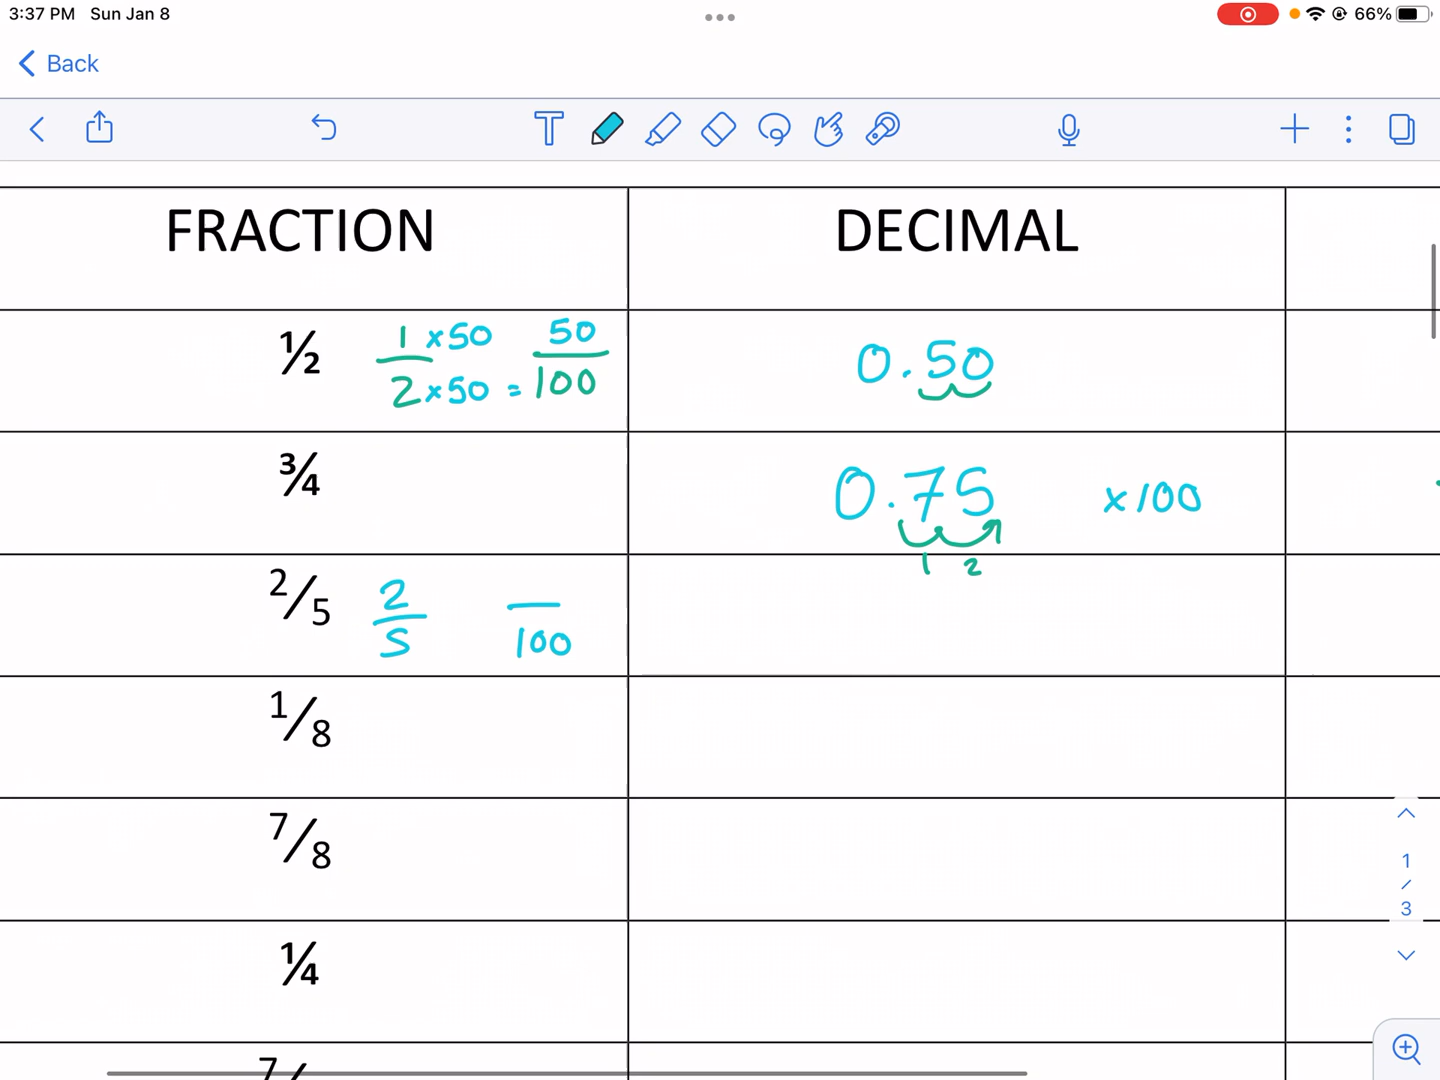 3:37 PM Sun Jan 8 66%
Back
FRACTION DECIMAL
½ 1 ×50 50 0.50
2 ×50 = 100
¾ 0.75 ×100
1 2
2/5 2
5 100
1/8
7/8
¼
7/
1
/
3